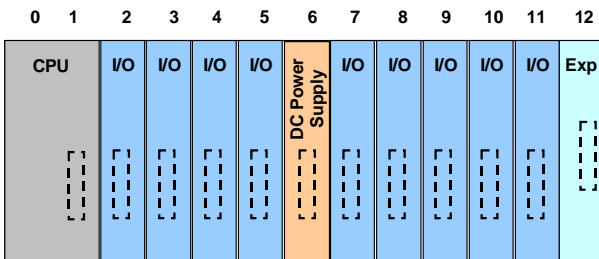 0 1 2 3 4 5 6 7 8 9 10 11 12
CPU I/O I/O I/O I/O DC Power Supply I/O I/O I/O I/O I/O Exp